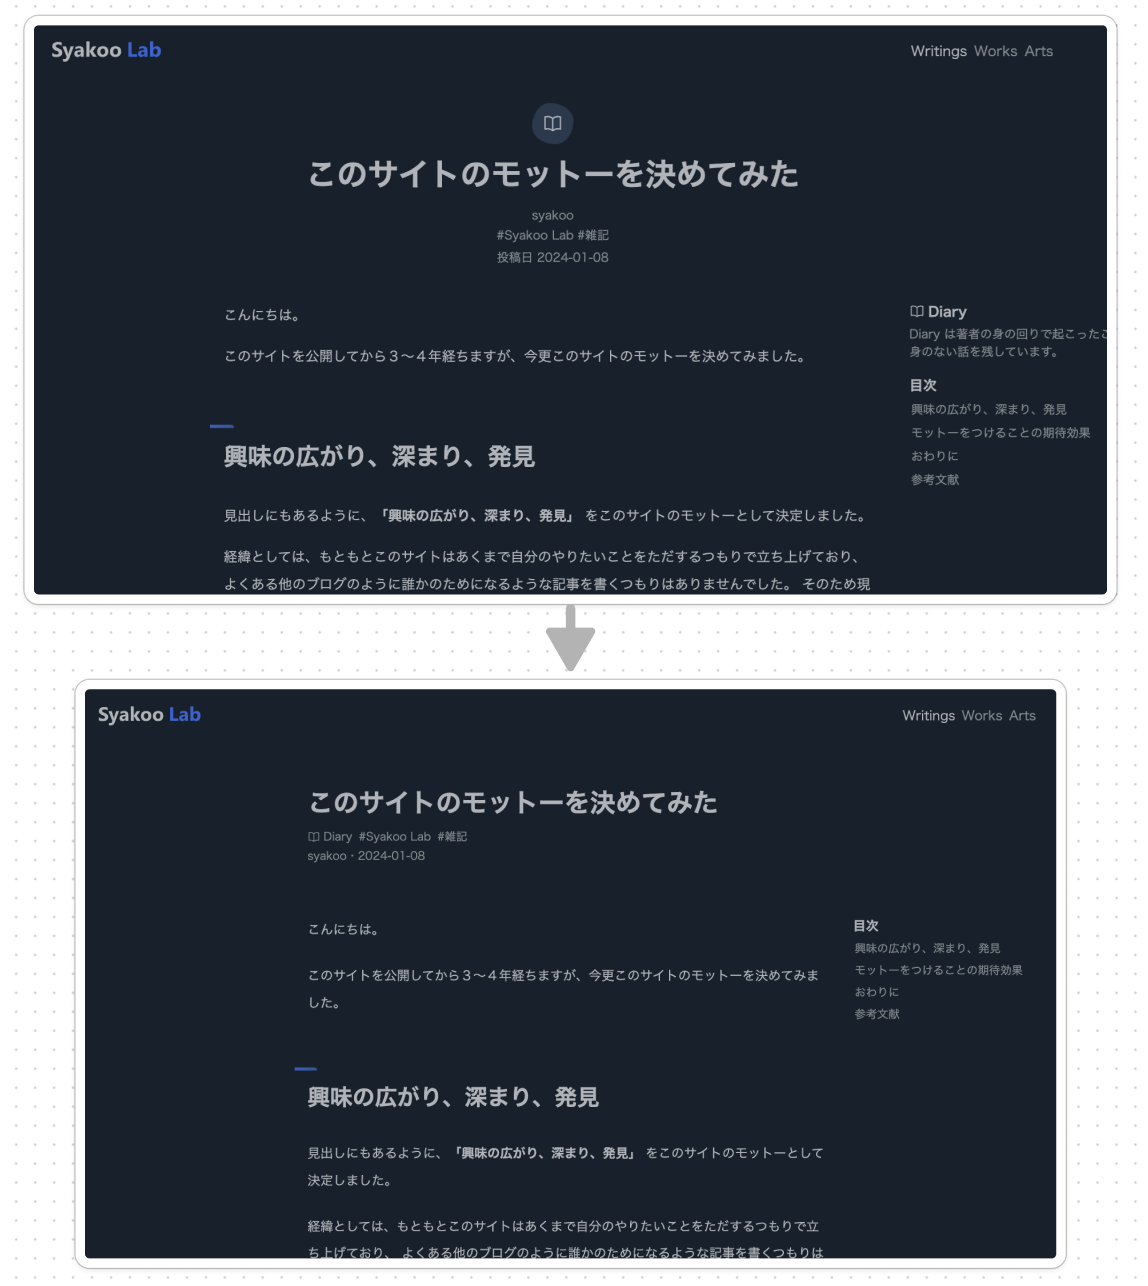 Syakoo Lab
Writings Works Arts
このサイトのモットーを決めてみた
syakoo
#Syakoo Lab #雑記
投稿日 2024-01-08
こんにちは。
このサイトを公開してから３〜４年経ちますが、今更このサイトのモットーを決めてみました。
興味の広がり、深まり、発見
見出しにもあるように、「興味の広がり、深まり、発見」 をこのサイトのモットーとして決定しました。
経緯としては、もともとこのサイトはあくまで自分のやりたいことをただするつもりで立ち上げており、
よくある他のブログのように誰かのためになるような記事を書くつもりはありませんでした。 そのため現
Diary
Diary は著者の身の回りで起こったこ
身のない話を残しています。
目次
興味の広がり、深まり、発見
モットーをつけることの期待効果
おわりに
参考文献
Syakoo Lab
Writings Works Arts
このサイトのモットーを決めてみた
Diary #Syakoo Lab #雑記
syakoo・2024-01-08
こんにちは。
このサイトを公開してから３〜４年経ちますが、今更このサイトのモットーを決めてみま
した。
興味の広がり、深まり、発見
見出しにもあるように、「興味の広がり、深まり、発見」 をこのサイトのモットーとして
決定しました。
経緯としては、もともとこのサイトはあくまで自分のやりたいことをただするつもりで立
ち上げており、 よくある他のブログのように誰かのためになるような記事を書くつもりは
目次
興味の広がり、深まり、発見
モットーをつけることの期待効果
おわりに
参考文献